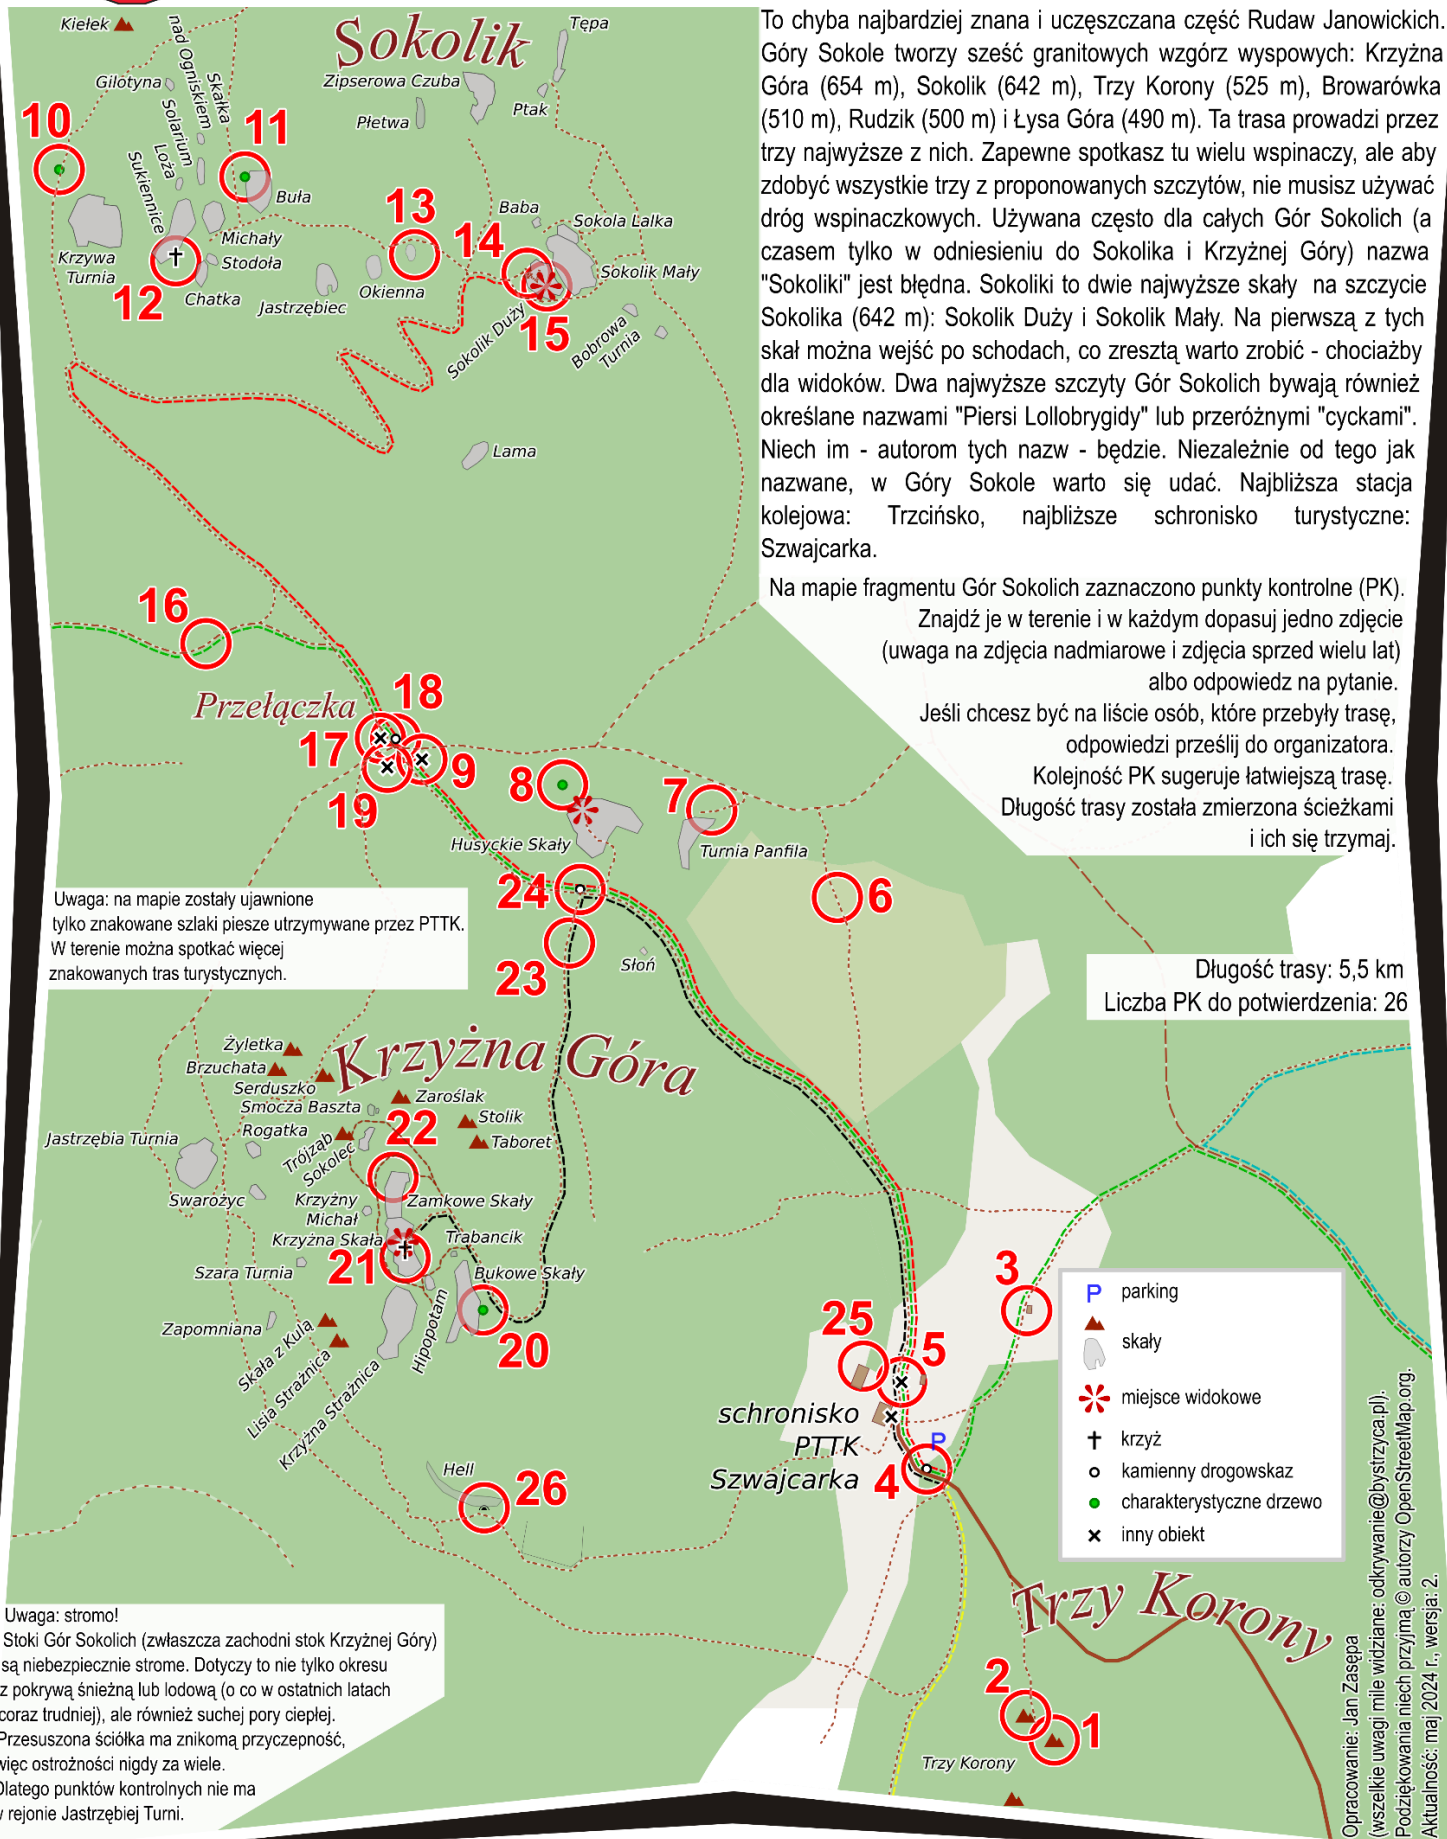 Kiełek
nad Ogniskiem
Skałka
Sokolik
Tępa
Gilotyna
Solarium
Zipserowa Czuba
Ptak
Płetwa
10
11
Loża
Sukiennice
Buła
13
Baba
Sokola Lalka
14
Michały
Krzywa
Turnia
Stodoła
Sokolik Mały
12
Chatka
Jastrzębiec
Okienna
Sokolik Duży
15
Bobrowa
Turnia
Lama
To chyba najbardziej znana i uczęszczana część Rudaw Janowickich.
Góry Sokole tworzy sześć granitowych wzgórz wyspowych: Krzyżna
Góra (654 m), Sokolik (642 m), Trzy Korony (525 m), Browarówka
(510 m), Rudzik (500 m) i Łysa Góra (490 m). Ta trasa prowadzi przez
trzy najwyższe z nich. Zapewne spotkasz tu wielu wspinaczy, ale aby
zdobyć wszystkie trzy z proponowanych szczytów, nie musisz używać
dróg wspinaczkowych. Używana często dla całych Gór Sokolich (a
czasem tylko w odniesieniu do Sokolika i Krzyżnej Góry) nazwa
"Sokoliki" jest błędna. Sokoliki to dwie najwyższe skały na szczycie
Sokolika (642 m): Sokolik Duży i Sokolik Mały. Na pierwszą z tych
skał można wejść po schodach, co zresztą warto zrobić - chociażby
dla widoków. Dwa najwyższe szczyty Gór Sokolich bywają również
określane nazwami "Piersi Lollobrygidy" lub przeróżnymi "cyckami".
Niech im - autorom tych nazw - będzie. Niezależnie od tego jak
nazwane, w Góry Sokole warto się udać. Najbliższa stacja
kolejowa: Trzcińsko, najbliższe schronisko turystyczne:
Szwajcarka.
Na mapie fragmentu Gór Sokolich zaznaczono punkty kontrolne (PK).
Znajdź je w terenie i w każdym dopasuj jedno zdjęcie
(uwaga na zdjęcia nadmiarowe i zdjęcia sprzed wielu lat)
albo odpowiedz na pytanie.
Jeśli chcesz być na liście osób, które przebyły trasę,
odpowiedzi prześlij do organizatora.
Kolejność PK sugeruje łatwiejszą trasę.
Długość trasy została zmierzona ścieżkami
i ich się trzymaj.
16
Przełączka
18
17
9
19
8
7
Husyckie Skały
Turnia Panfila
24
6
23
Słoń
Uwaga: na mapie zostały ujawnione
tylko znakowane szlaki piesze utrzymywane przez PTTK.
W terenie można spotkać więcej
znakowanych tras turystycznych.
Długość trasy: 5,5 km
Liczba PK do potwierdzenia: 26
Krzyżna Góra
Żyletka
Brzuchata
Serduszko
Zaroślak
Smocza Baszta
Stolik
Rogatka
22
Taboret
Jastrzębia Turnia
Trójząb
Sokolec
Swarożyc
Krzyżny
Michał
Zamkowe Skały
Krzyżna Skała
Trabancik
21
Szara Turnia
Bukowe Skały
Zapomniana
Skała z Kulą
Hipopotam
20
Lisia Strażnica
Krzyżna Strażnica
Hell
26
3
25
5
schronisko
PTTK
Szwajcarka
P
4
P parking
skały
miejsce widokowe
krzyż
kamienny drogowskaz
charakterystyczne drzewo
inny obiekt
Trzy Korony
2
1
Trzy Korony
Uwaga: stromo!
Stoki Gór Sokolich (zwłaszcza zachodni stok Krzyżnej Góry)
są niebezpiecznie strome. Dotyczy to nie tylko okresu
z pokrywą śnieżną lub lodową (o co w ostatnich latach
coraz trudniej), ale również suchej pory ciepłej.
Przesuszona ściółka ma znikomą przyczepność,
więc ostrożności nigdy za wiele.
Dlatego punktów kontrolnych nie ma
w rejonie Jastrzębiej Turni.
Opracowanie: Jan Zasępa
(wszelkie uwagi mile widziane: odkrywanie@bystrzyca.pl).
Podziękowania niech przyjmą © autorzy OpenStreetMap.org.
Aktualność: maj 2024 r., wersja: 2.